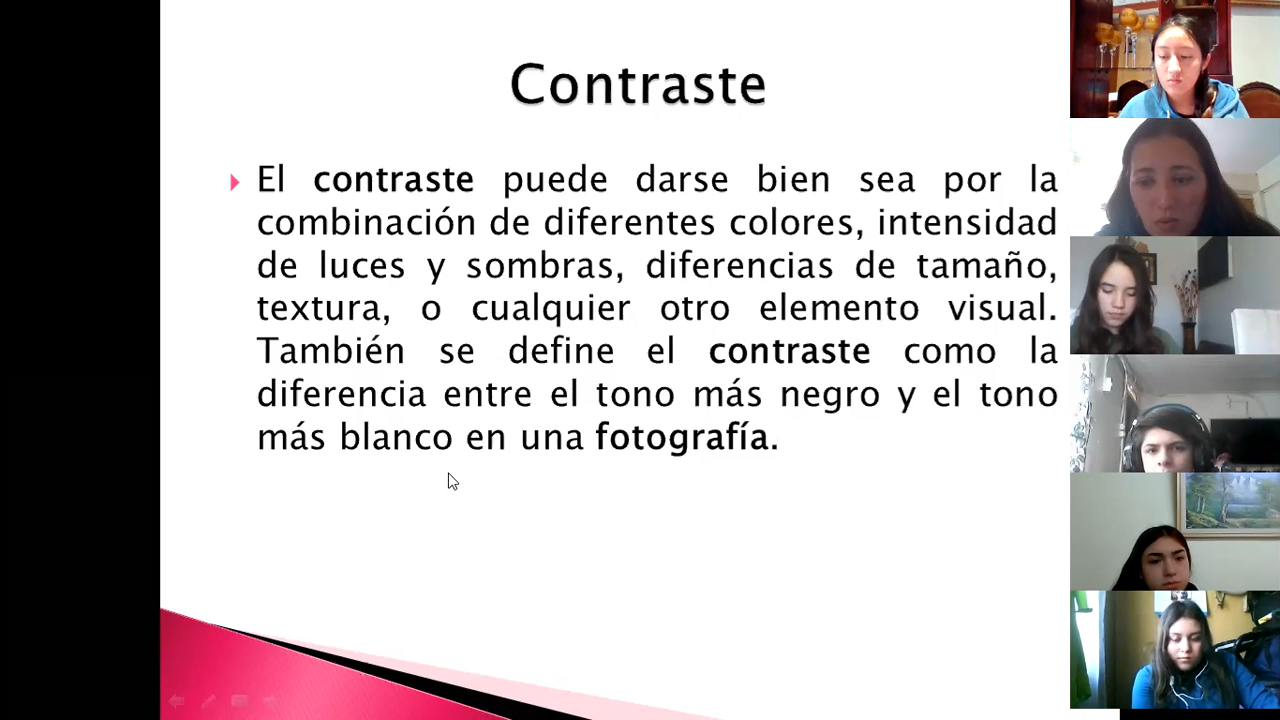 Contraste
El contraste puede darse bien sea por la
combinación de diferentes colores, intensidad
de luces y sombras, diferencias de tamaño,
textura, o cualquier otro elemento visual.
También se define el contraste como la
diferencia entre el tono más negro y el tono
más blanco en una fotografía.